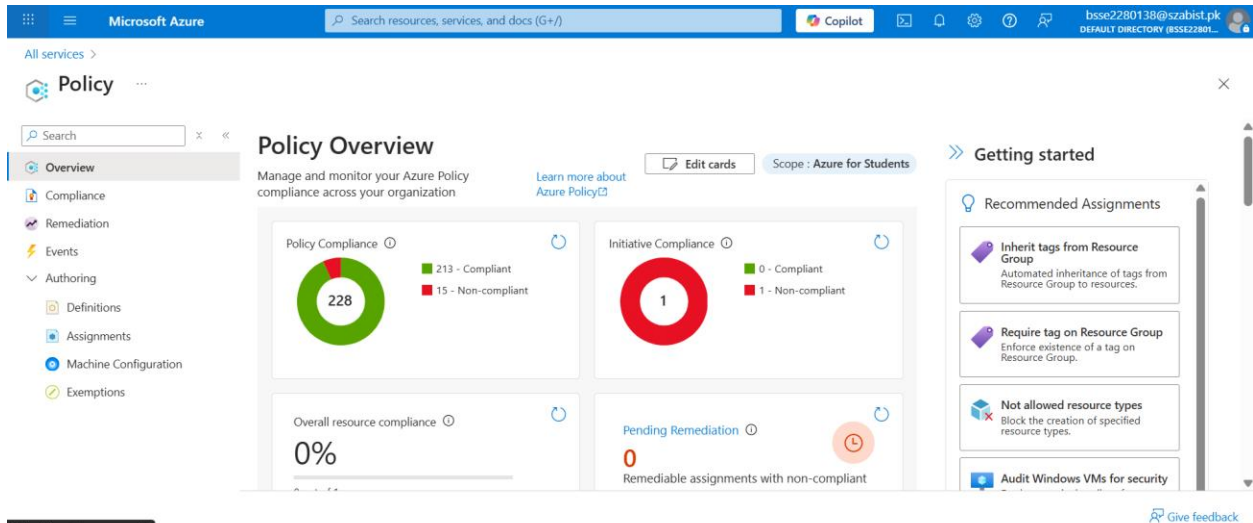 Microsoft Azure
Search resources, services, and docs (G+/)
Copilot
bsse2280138@szabist.pk
DEFAULT DIRECTORY (BSSE22801...
All services >
Policy ...
Search
Overview
Compliance
Remediation
Events
Authoring
Definitions
Assignments
Machine Configuration
Exemptions
Policy Overview
Manage and monitor your Azure Policy
compliance across your organization
Learn more about
Azure Policy
Edit cards
Scope : Azure for Students
Policy Compliance
228
213 - Compliant
15 - Non-compliant
Initiative Compliance
1
0 - Compliant
1 - Non-compliant
Overall resource compliance
0%
Pending Remediation
0
Remediable assignments with non-compliant
Getting started
Recommended Assignments
Inherit tags from Resource
Group
Automated inheritance of tags from
Resource Group to resources.
Require tag on Resource Group
Enforce existence of a tag on
Resource Group.
Not allowed resource types
Block the creation of specified
resource types.
Audit Windows VMs for security
Give feedback